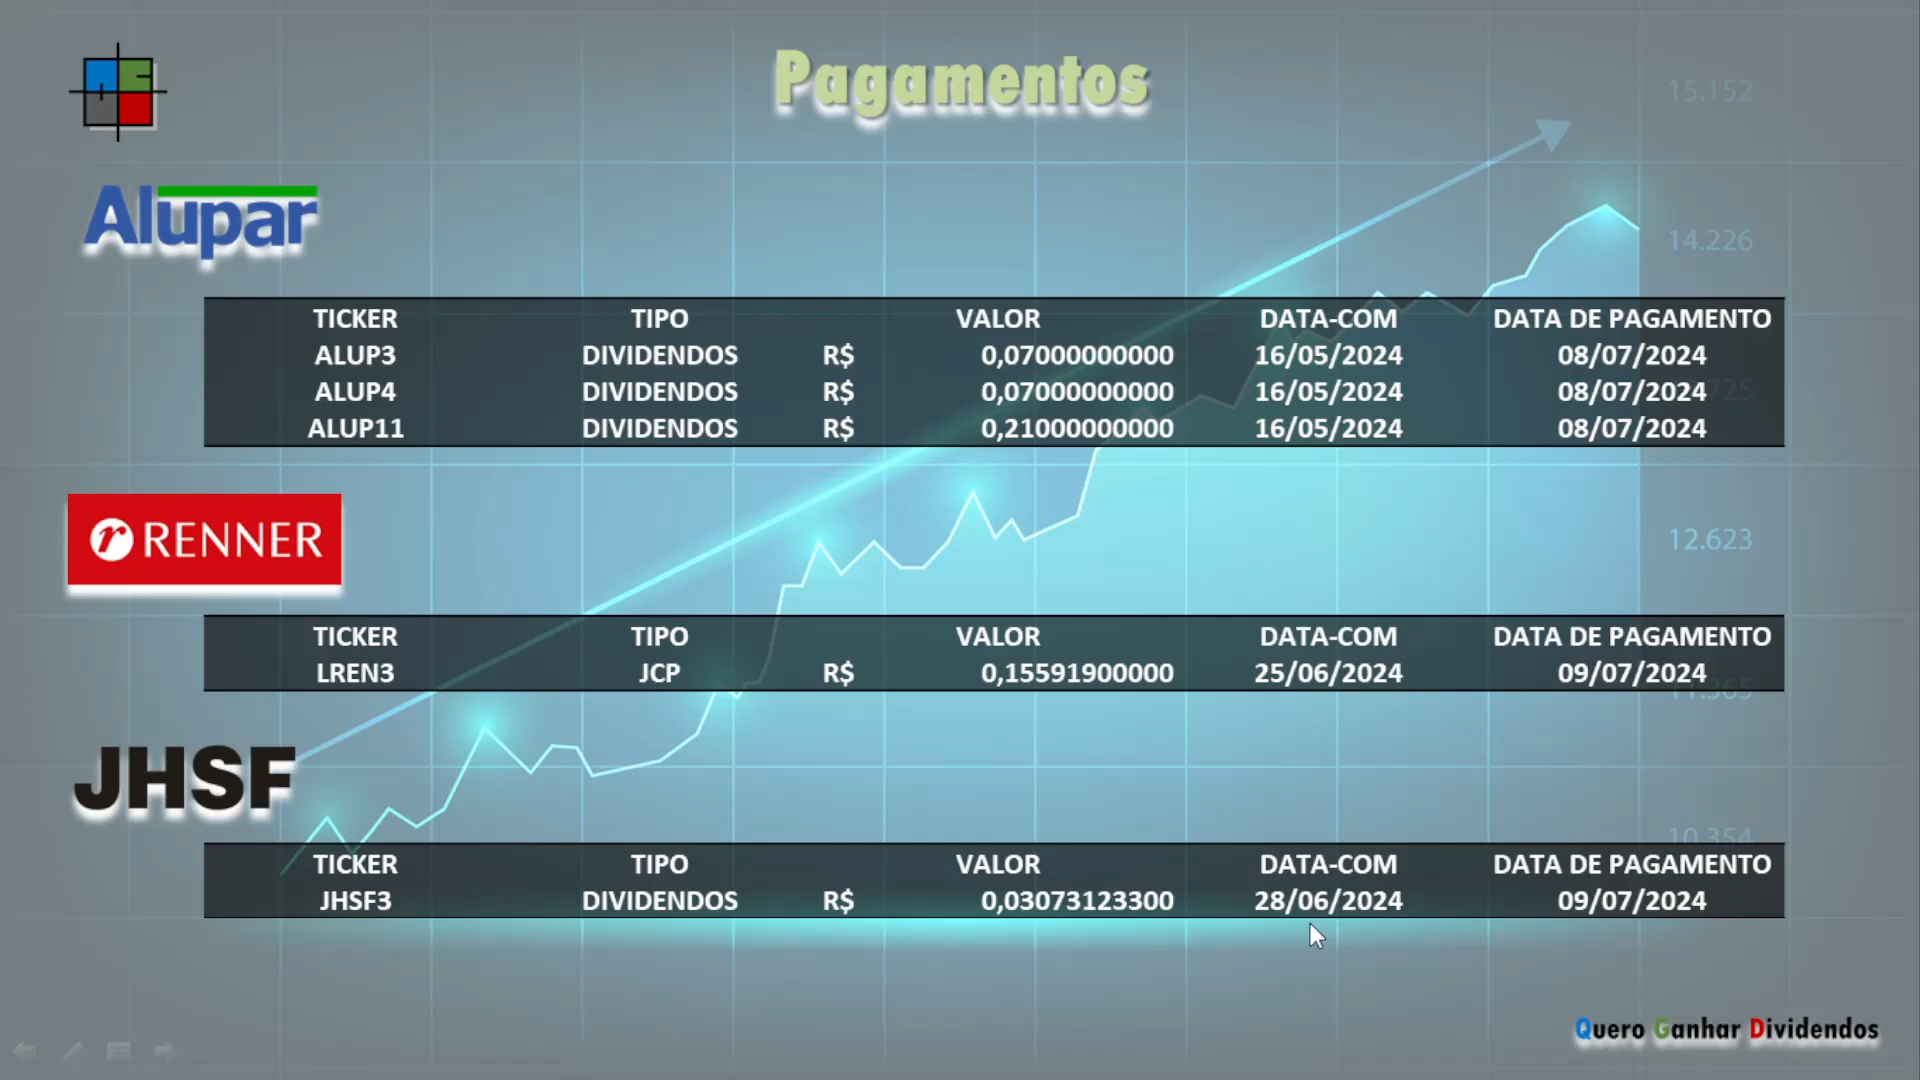 Pagamentos
15.152
Alupar
14.226
TICKER TIPO VALOR DATA-COM DATA DE PAGAMENTO
ALUP3 DIVIDENDOS R$ 0,07000000000 16/05/2024 08/07/2024
ALUP4 DIVIDENDOS R$ 0,07000000000 16/05/2024 08/07/2024
ALUP11 DIVIDENDOS R$ 0,21000000000 16/05/2024 08/07/2024
r RENNER
12.623
TICKER TIPO VALOR DATA-COM DATA DE PAGAMENTO
LREN3 JCP R$ 0,15591900000 25/06/2024 09/07/2024
11.365
JHSF
10.354
TICKER TIPO VALOR DATA-COM DATA DE PAGAMENTO
JHSF3 DIVIDENDOS R$ 0,03073123300 28/06/2024 09/07/2024
Quero Ganhar Dividendos